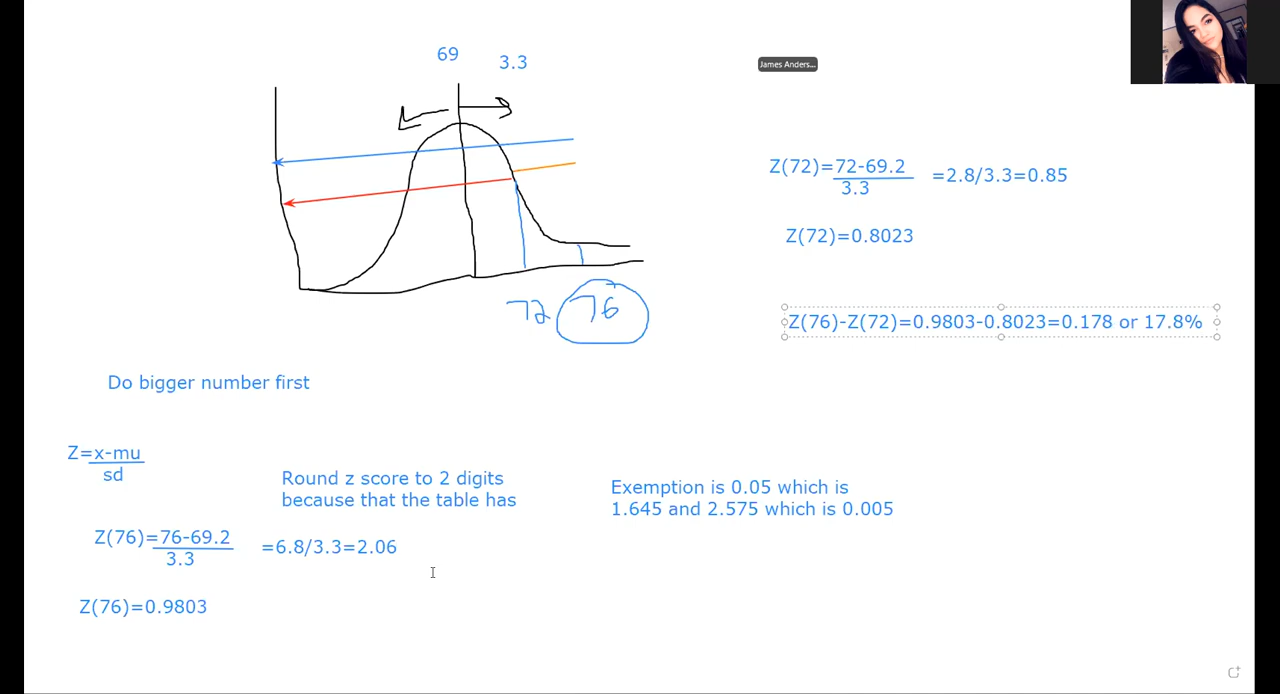 69
3.3
James Anders...
Z(72)=72-69.2
3.3
=2.8/3.3=0.85
Z(72)=0.8023
72
76
Z(76)-Z(72)=0.9803-0.8023=0.178 or 17.8%
Do bigger number first
Z=x-mu
sd
Round z score to 2 digits
because that the table has
Exemption is 0.05 which is
1.645 and 2.575 which is 0.005
Z(76)=76-69.2
3.3
=6.8/3.3=2.06
Z(76)=0.9803